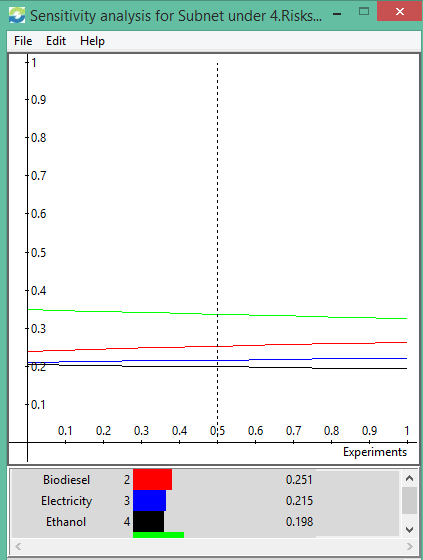 Sensitivity analysis for Subnet under 4.Risks...
File Edit Help
1
0.9
0.8
0.7
0.6
0.5
0.4
0.3
0.2
0.1
0.1 0.2 0.3 0.4 0.5 0.6 0.7 0.8 0.9 1
Experiments
Biodiesel 2 0.251
Electricity 3 0.215
Ethanol 4 0.198